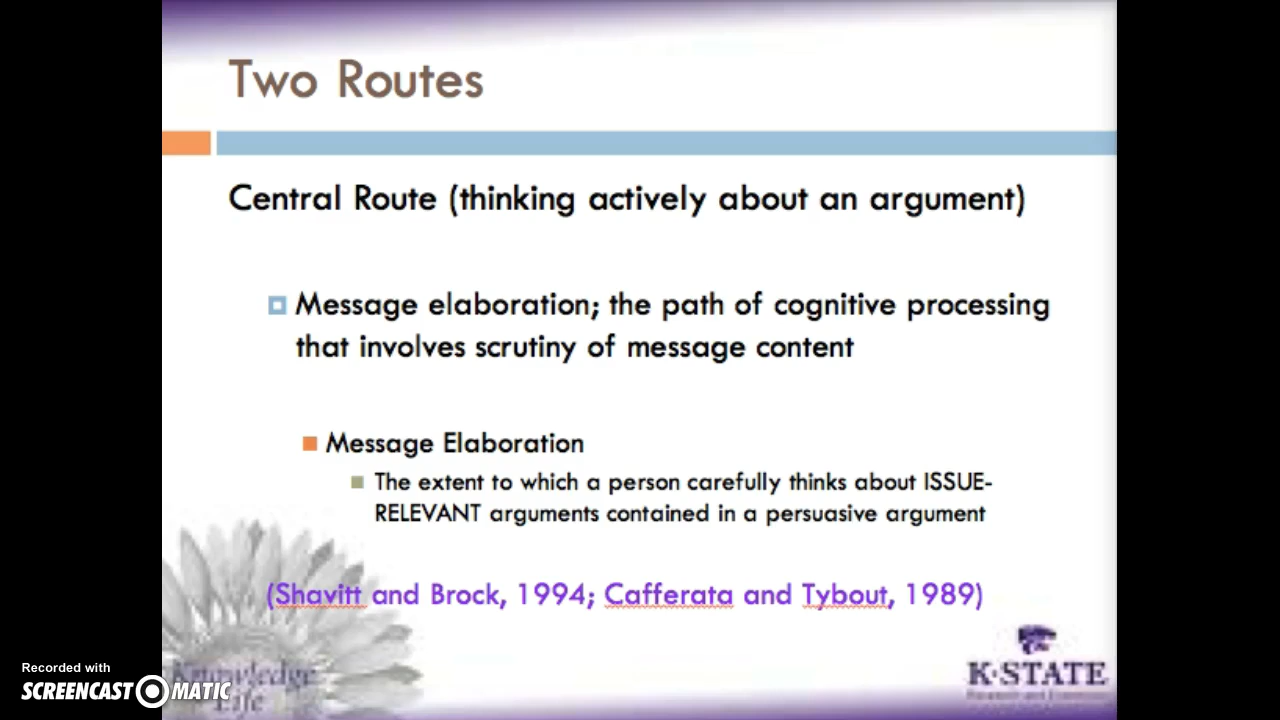 Two Routes
Central Route (thinking actively about an argument)
Message elaboration; the path of cognitive processing
that involves scrutiny of message content
Message Elaboration
The extent to which a person carefully thinks about ISSUE-
RELEVANT arguments contained in a persuasive argument
(Shavitt and Brock, 1994; Cafferata and Tybout, 1989)
Knowledge
Life
K-STATE
Recorded with
SCREENCAST-O-MATIC